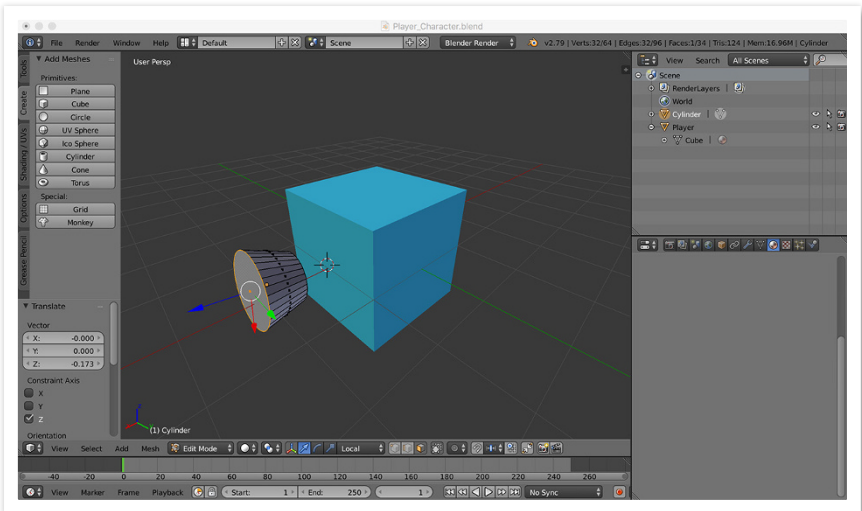 Player_Character.blend
File Render Window Help Default Scene Blender Render v2.79 | Verts:32/64 | Edges:32/96 | Faces:1/34 | Tris:124 | Mem:16.96M | Cylinder
Tools
Create
Shading / UVs
Options
Grease Pencil
Add Meshes
Primitives:
Plane
Cube
Circle
UV Sphere
Ico Sphere
Cylinder
Cone
Torus
Special:
Grid
Monkey
Translate
Vector
X: -0.000
Y: 0.000
Z: -0.173
Constraint Axis
X
Y
Z
Orientation
User Persp
z
(1) Cylinder
View Search All Scenes
Scene
RenderLayers |
World
Cylinder |
Player
Cube |
View Select Add Mesh Edit Mode Local
-40 -20 0 20 40 60 80 100 120 140 160 180 200 220 240 260
View Marker Frame Playback Start: 1 End: 250 1 No Sync